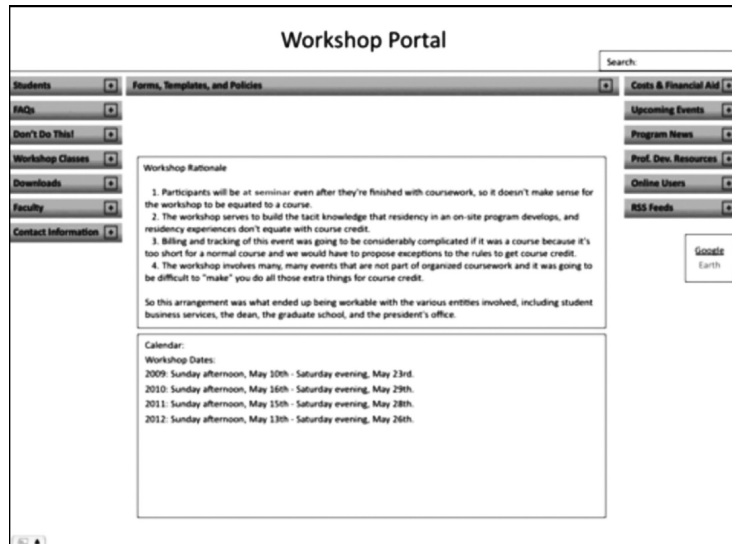 Workshop Portal
Search:
Students
FAQs
Don't Do This!
Workshop Classes
Downloads
Faculty
Contact Information
Forms, Templates, and Policies
Workshop Rationale
1. Participants will be at seminar even after they're finished with coursework, so it doesn't make sense for
the workshop to be equated to a course.
2. The workshop serves to build the tacit knowledge that residency in an on-site program develops, and
residency experiences don't equate with course credit.
3. Billing and tracking of this event was going to be considerably complicated if it was a course because it's
too short for a normal course and we would have to propose exceptions to the rules to get course credit.
4. The workshop involves many, many events that are not part of organized coursework and it was going to
be difficult to "make" you do all those extra things for course credit.
So this arrangement was what ended up being workable with the various entities involved, including student
business services, the dean, the graduate school, and the president's office.
Calendar:
Workshop Dates:
2009: Sunday afternoon, May 10th - Saturday evening, May 23rd.
2010: Sunday afternoon, May 16th - Saturday evening, May 29th.
2011: Sunday afternoon, May 15th - Saturday evening, May 28th.
2012: Sunday afternoon, May 13th - Saturday evening, May 26th.
Costs & Financial Aid
Upcoming Events
Program News
Prof. Dev. Resources
Online Users
RSS Feeds
Google
Earth